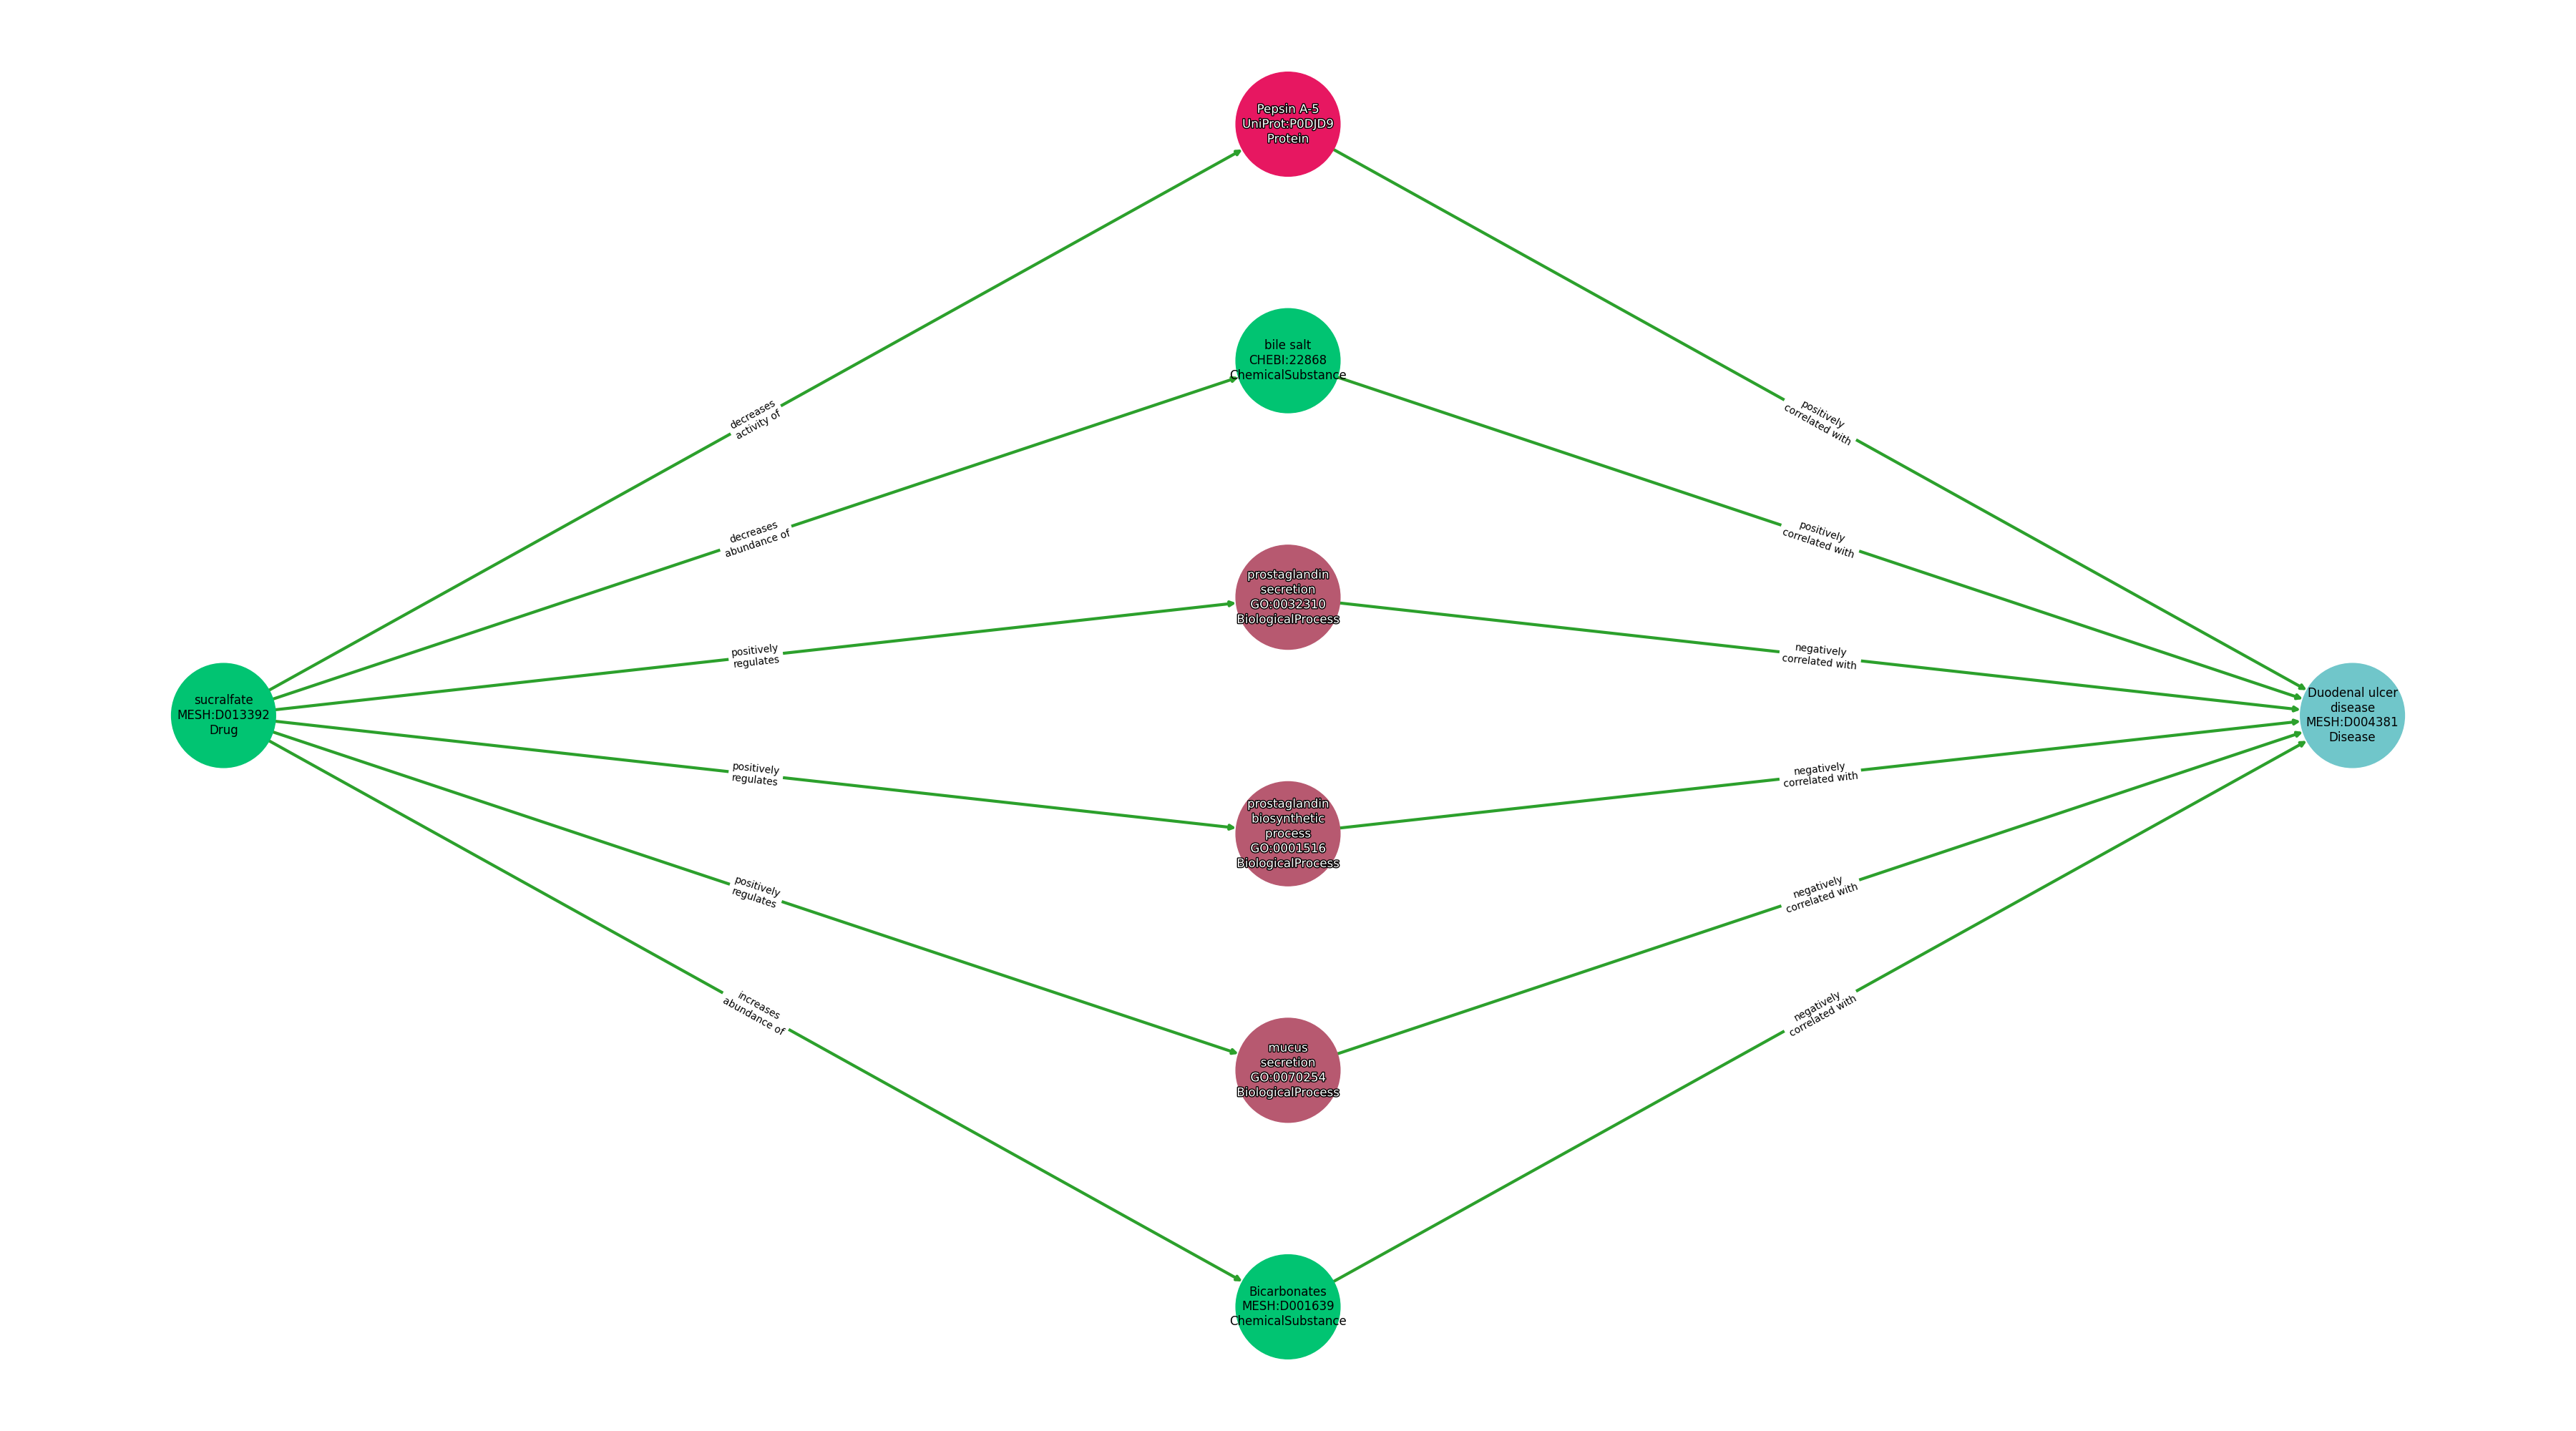 Pepsin A-5
UniProt:P0DJD9
Protein
bile salt
CHEBI:22868
ChemicalSubstance
decreases
activity of
positively
correlated with
decreases
abundance of
positively
correlated with
prostaglandin
secretion
GO:0032310
BiologicalProcess
positively
regulates
negatively
correlated with
sucralfate
MESH:D013392
Drug
Duodenal ulcer
disease
MESH:D004381
Disease
positively
regulates
negatively
correlated with
prostaglandin
biosynthetic
process
GO:0001516
BiologicalProcess
positively
regulates
negatively
correlated with
increases
abundance of
negatively
correlated with
mucus
secretion
GO:0070254
BiologicalProcess
Bicarbonates
MESH:D001639
ChemicalSubstance